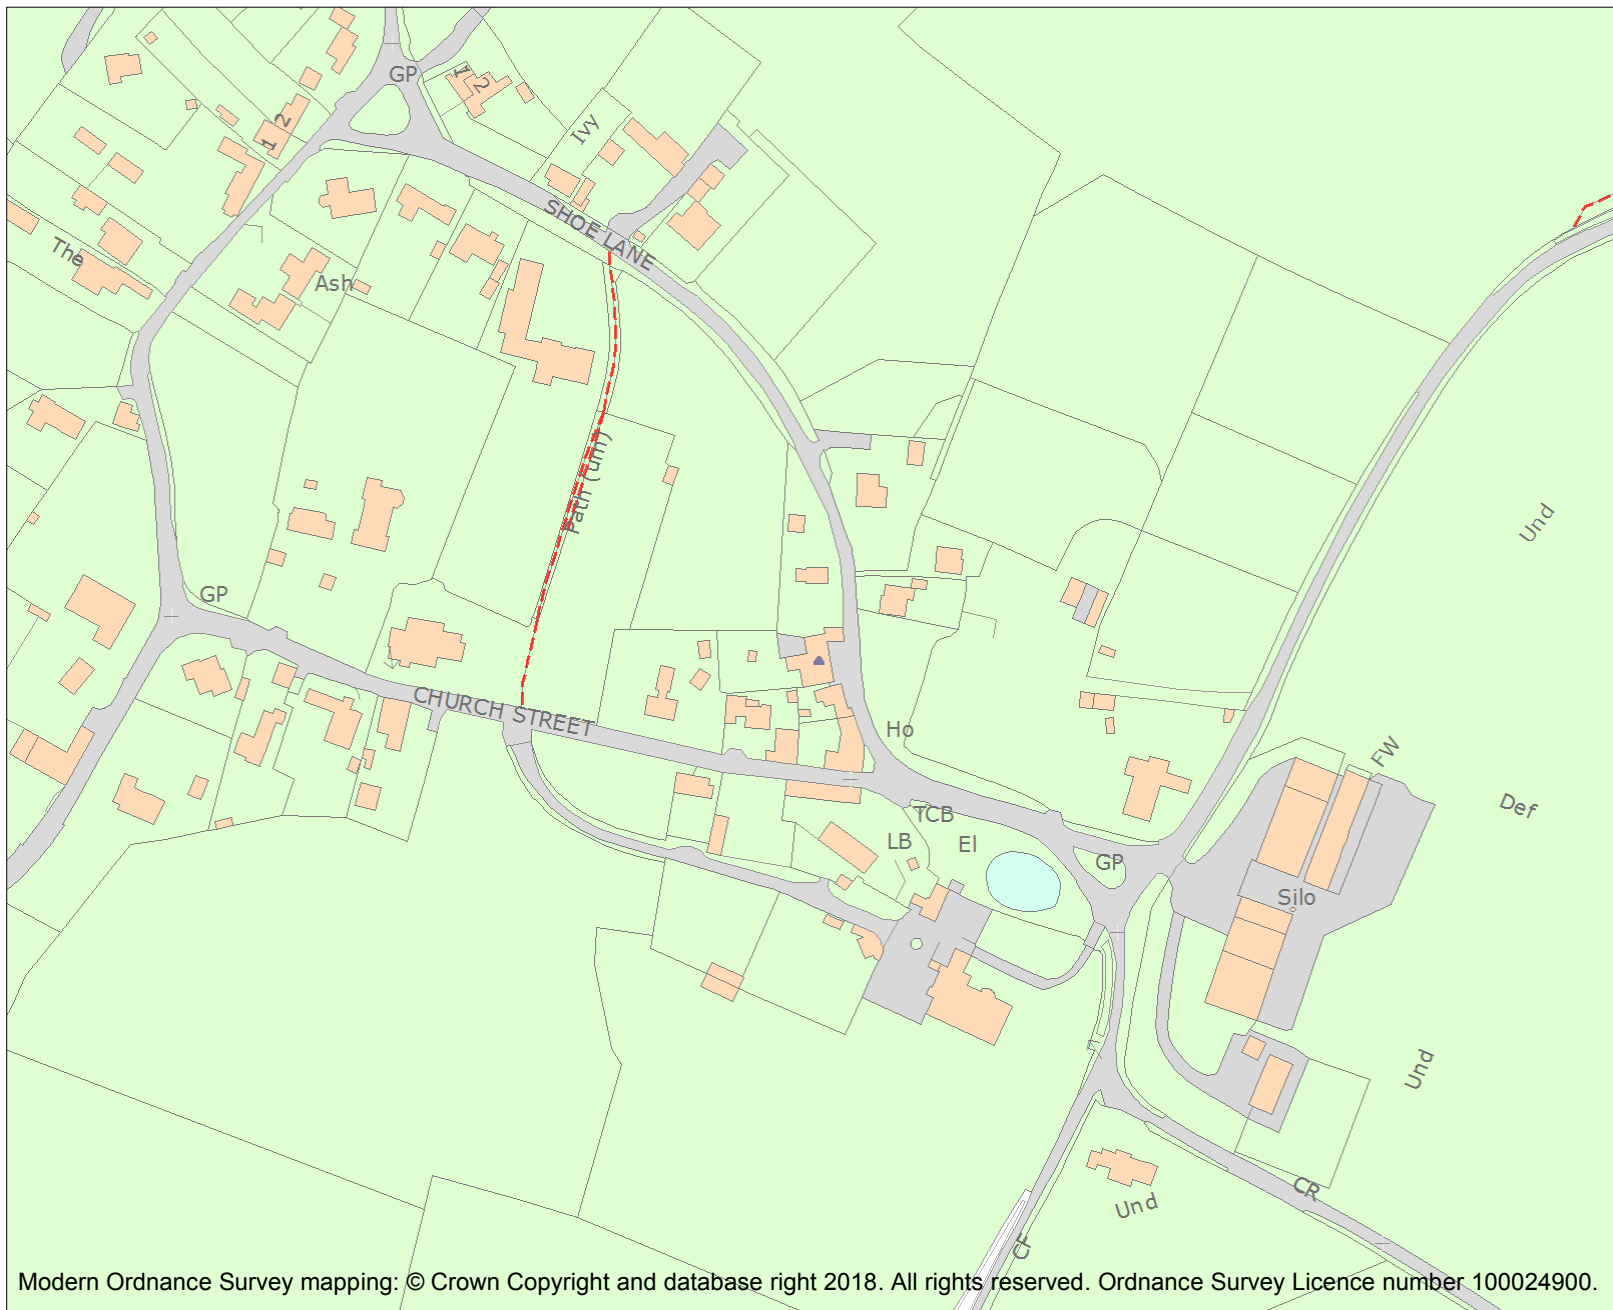 GP
1
2
2
1
Ivy
SHOE LANE
The
Ash
Path (um)
Und
GP
CHURCH STREET
Ho
FW
TCB
Def
LB
El
GP
Silo
Und
CR
Und
CF
Modern Ordnance Survey mapping: © Crown Copyright and database right 2018. All rights reserved. Ordnance Survey Licence number 100024900.